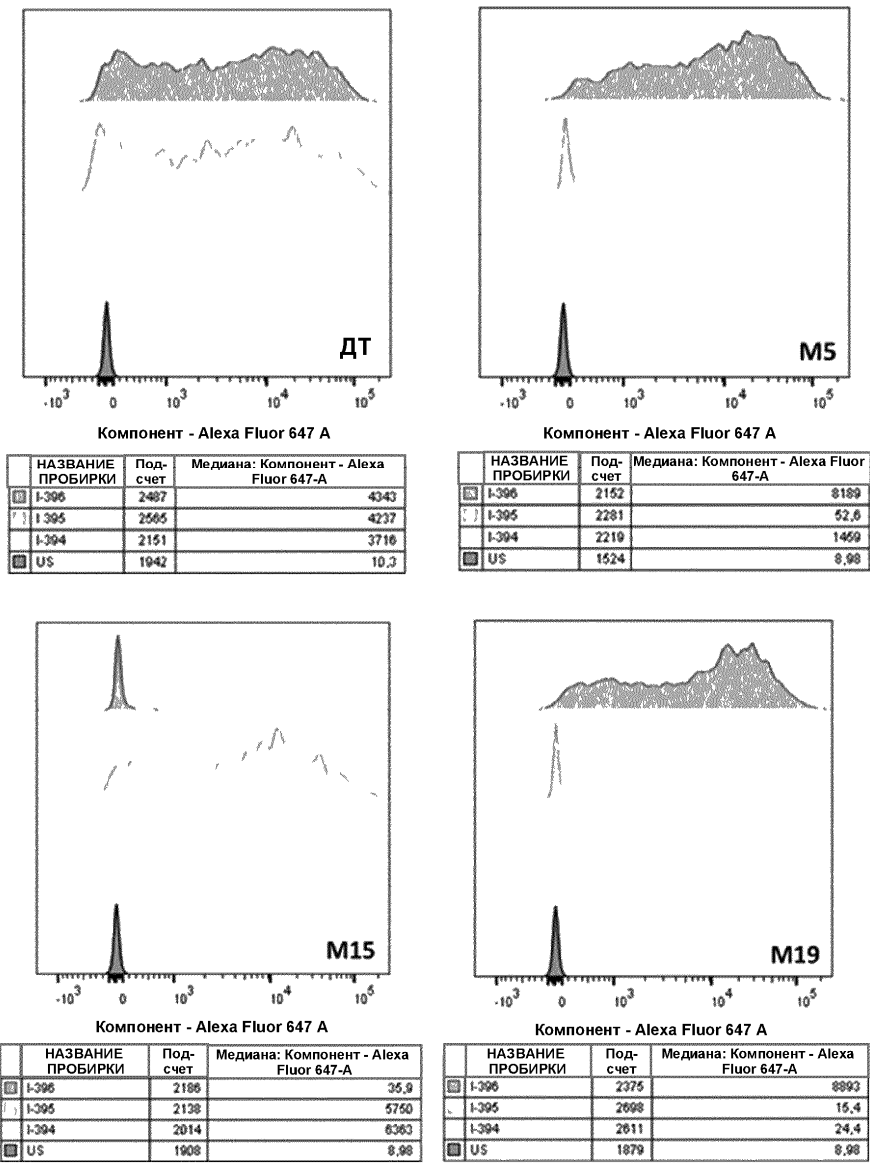 ДТ
-10³ 0 10³ 10⁴ 10⁵
Компонент - Alexa Fluor 647 A
НАЗВАНИЕ ПРОБИРКИ Под-счет Медиана: Компонент - Alexa Fluor 647-A
I-396 2487 4343
I 395 2565 4237
I-394 2151 3716
US 1942 10,3
M5
-10³ 0 10³ 10⁴ 10⁵
Компонент - Alexa Fluor 647 A
НАЗВАНИЕ ПРОБИРКИ Под-счет Медиана: Компонент - Alexa Fluor 647-A
I-396 2152 8189
I-395 2281 52,6
I-394 2219 1459
US 1524 8,98
M15
-10³ 0 10³ 10⁴ 10⁵
Компонент - Alexa Fluor 647 A
НАЗВАНИЕ ПРОБИРКИ Под-счет Медиана: Компонент - Alexa Fluor 647-A
I-396 2186 35,9
I-395 2138 5750
I-394 2014 6363
US 1908 8,98
M19
-10³ 0 10³ 10⁴ 10⁵
Компонент - Alexa Fluor 647 A
НАЗВАНИЕ ПРОБИРКИ Под-счет Медиана: Компонент - Alexa Fluor 647-A
I-396 2375 8893
I-395 2698 15,4
I-394 2611 24,4
US 1879 8,98